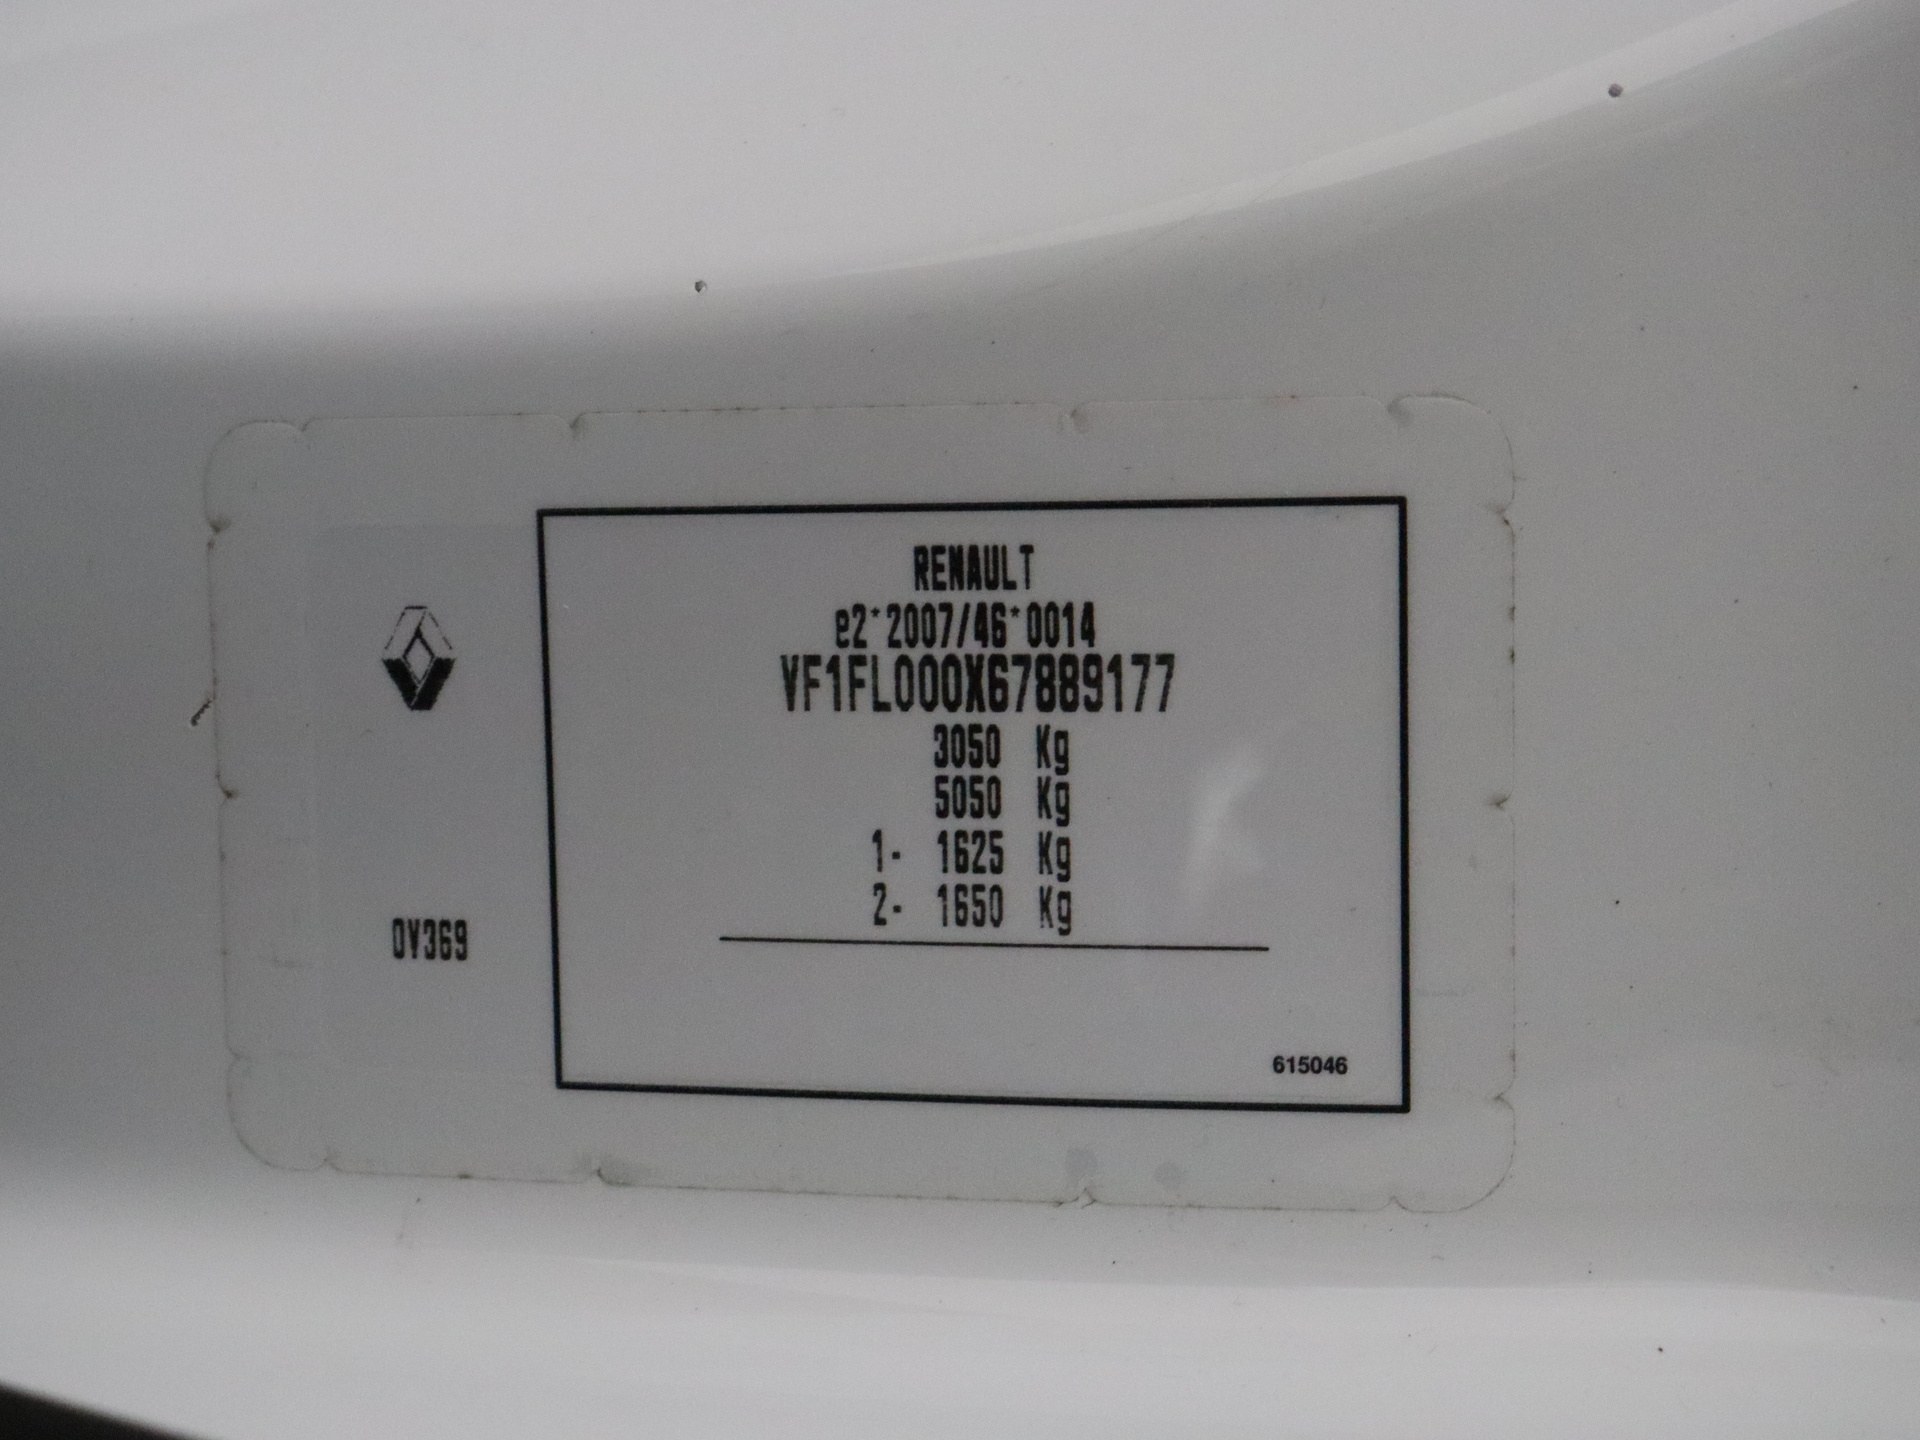 RENAULT
e2*2007/46*0014
VF1FL000X67889177
3050 Kg
5050 Kg
1- 1625 Kg
2- 1650 Kg
0V369
615046